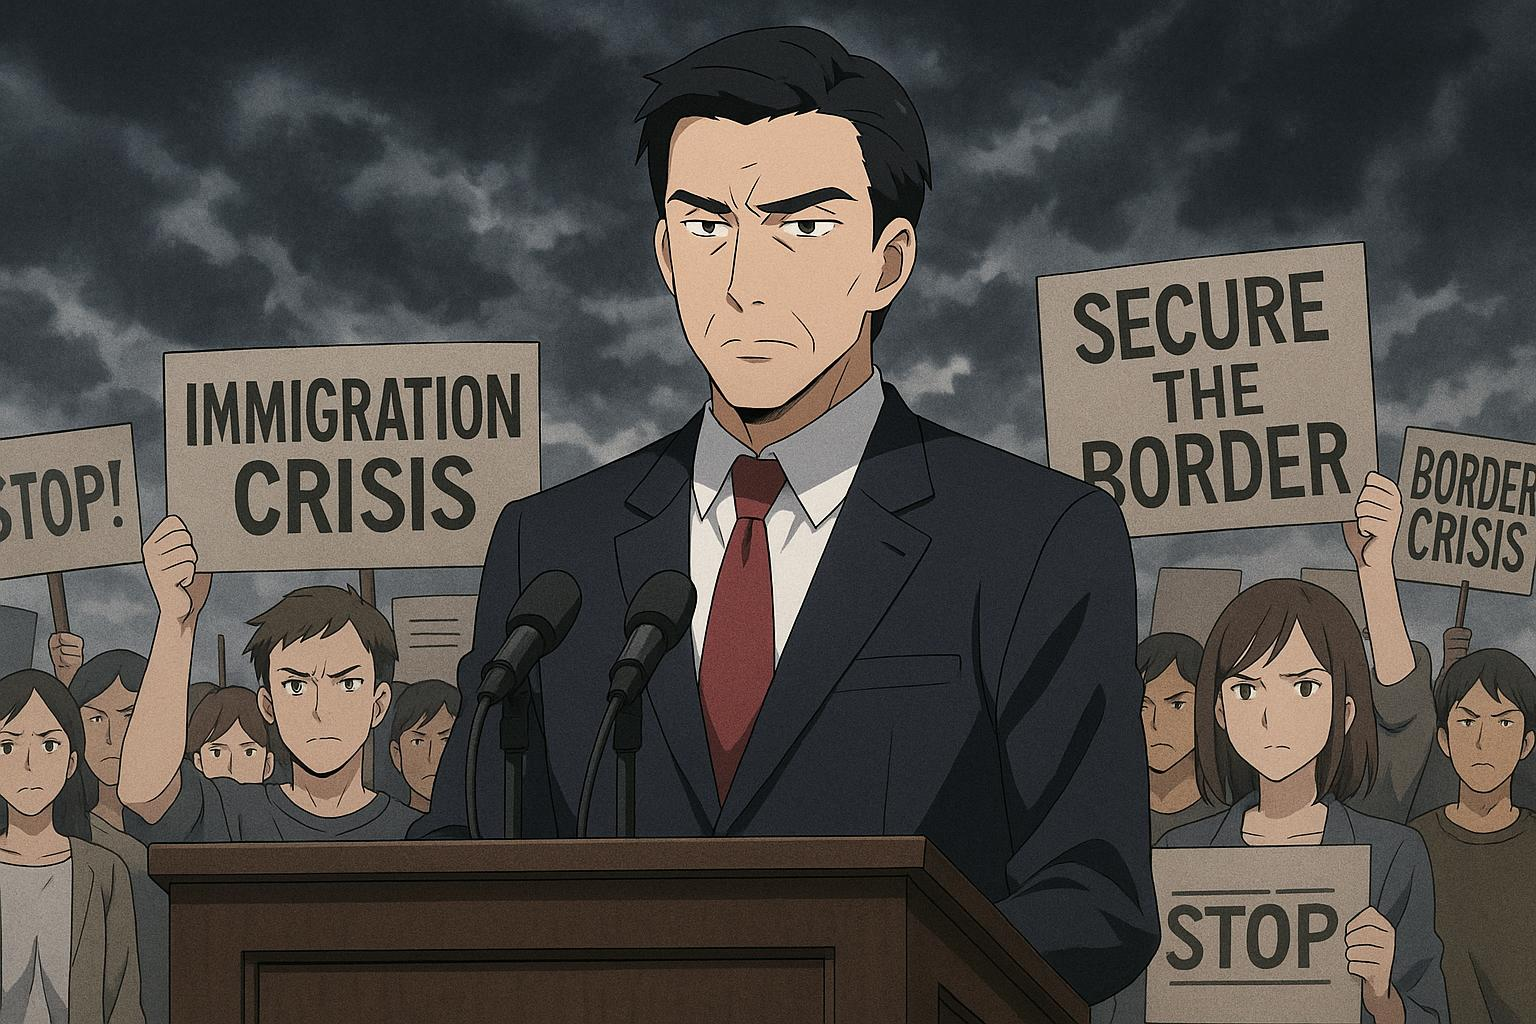 STOP!
IMMIGRATION
CRISIS
SECURE
THE
BORDER
BORDER
CRISIS
STOP